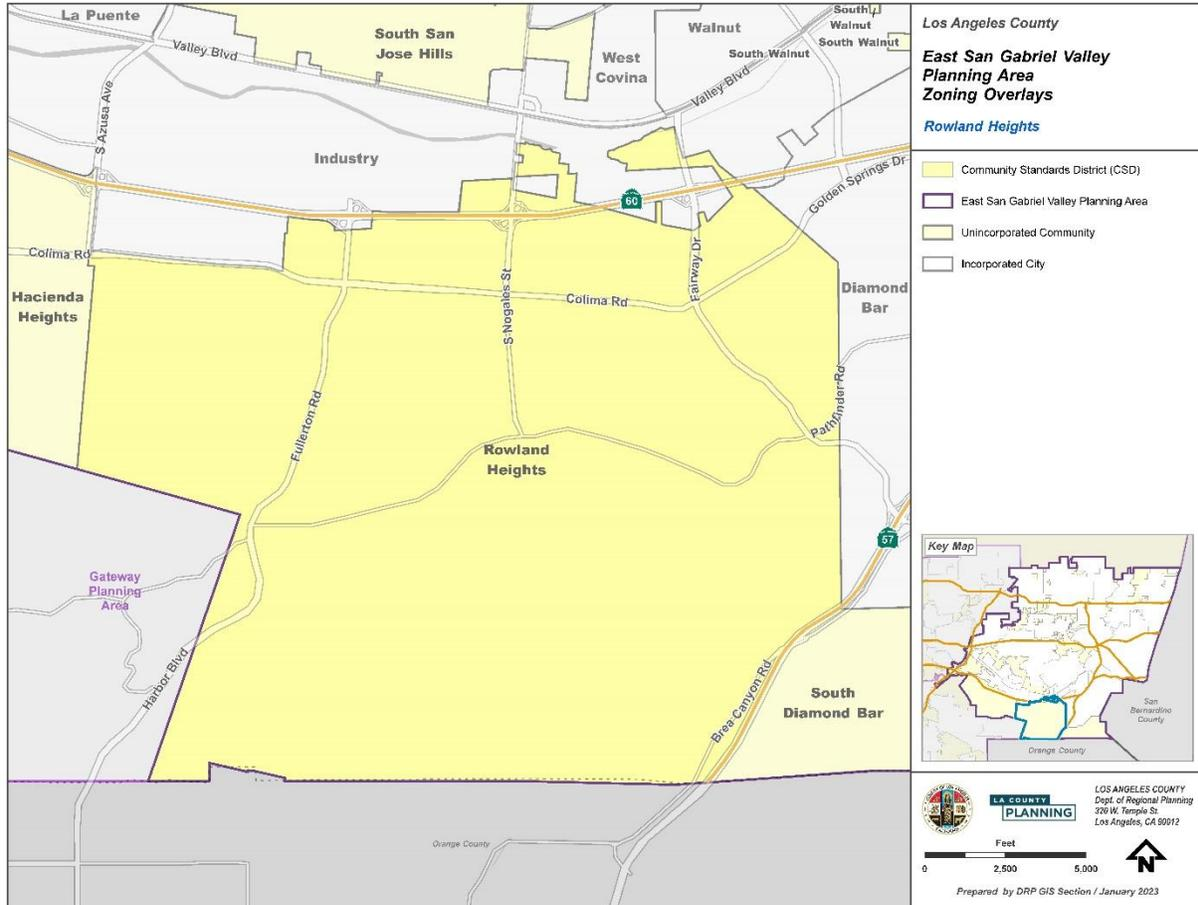 La Puente
Valley Blvd
South San
Jose Hills
West
Covina
Walnut
South
Walnut
South Walnut
South Walnut
Valley Blvd
S Azusa Ave
Industry
60
Golden Springs Dr
Colima Rd
Hacienda
Heights
Colima Rd
S Nogales St
Fairway Dr
Diamond
Bar
Fullerton Rd
Pathfinder Rd
Rowland
Heights
57
Gateway
Planning
Area
Harbor Blvd
Brea Canyon Rd
South
Diamond Bar
Orange County
Los Angeles County
East San Gabriel Valley
Planning Area
Zoning Overlays
Rowland Heights
Community Standards District (CSD)
East San Gabriel Valley Planning Area
Unincorporated Community
Incorporated City
Key Map
San
Bernardino
County
Orange County
COUNTY OF LOS ANGELES
CALIFORNIA
LA COUNTY
PLANNING
LOS ANGELES COUNTY
Dept. of Regional Planning
320 W. Temple St.
Los Angeles, CA 90012
Feet
0 2,500 5,000
N
Prepared by DRP GIS Section / January 2023